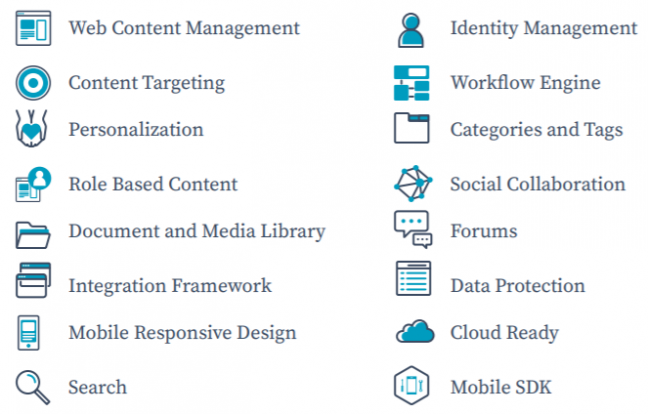 Web Content Management
Content Targeting
Personalization
Role Based Content
Document and Media Library
Integration Framework
Mobile Responsive Design
Search
Identity Management
Workflow Engine
Categories and Tags
Social Collaboration
Forums
Data Protection
Cloud Ready
Mobile SDK